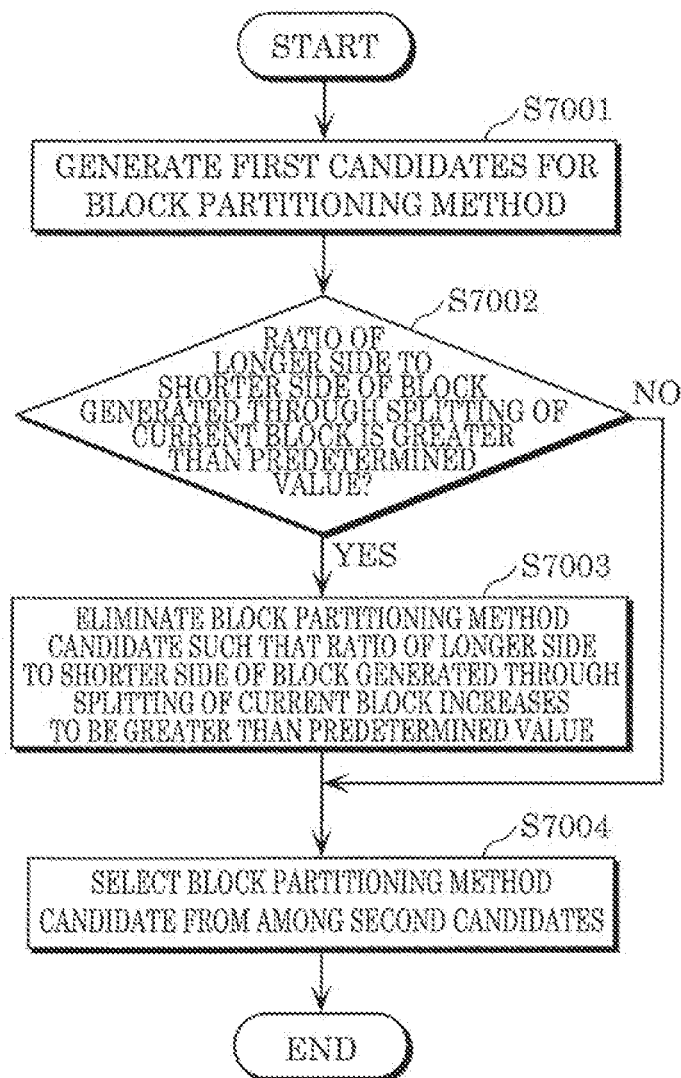 START
S7001
GENERATE FIRST CANDIDATES FOR
BLOCK PARTITIONING METHOD
S7002
RATIO OF
LONGER SIDE TO
SHORTER SIDE OF BLOCK
GENERATED THROUGH SPLITTING OF
CURRENT BLOCK IS GREATER
THAN PREDETERMINED
VALUE?
NO
YES
S7003
ELIMINATE BLOCK PARTITIONING METHOD
CANDIDATE SUCH THAT RATIO OF LONGER SIDE
TO SHORTER SIDE OF BLOCK GENERATED THROUGH
SPLITTING OF CURRENT BLOCK INCREASES
TO BE GREATER THAN PREDETERMINED VALUE
S7004
SELECT BLOCK PARTITIONING METHOD
CANDIDATE FROM AMONG SECOND CANDIDATES
END